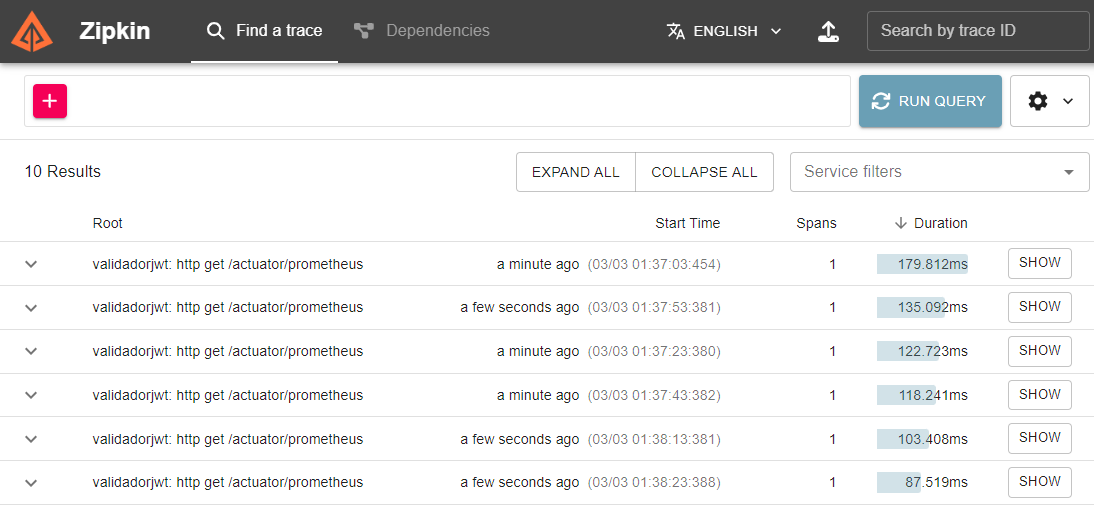 Zipkin Find a trace Dependencies ENGLISH Search by trace ID
RUN QUERY
10 Results EXPAND ALL COLLAPSE ALL Service filters
Root Start Time Spans Duration
validadorjwt: http get /actuator/prometheus a minute ago (03/03 01:37:03:454) 1 179.812ms SHOW
validadorjwt: http get /actuator/prometheus a few seconds ago (03/03 01:37:53:381) 1 135.092ms SHOW
validadorjwt: http get /actuator/prometheus a minute ago (03/03 01:37:23:380) 1 122.723ms SHOW
validadorjwt: http get /actuator/prometheus a minute ago (03/03 01:37:43:382) 1 118.241ms SHOW
validadorjwt: http get /actuator/prometheus a few seconds ago (03/03 01:38:13:381) 1 103.408ms SHOW
validadorjwt: http get /actuator/prometheus a few seconds ago (03/03 01:38:23:388) 1 87.519ms SHOW